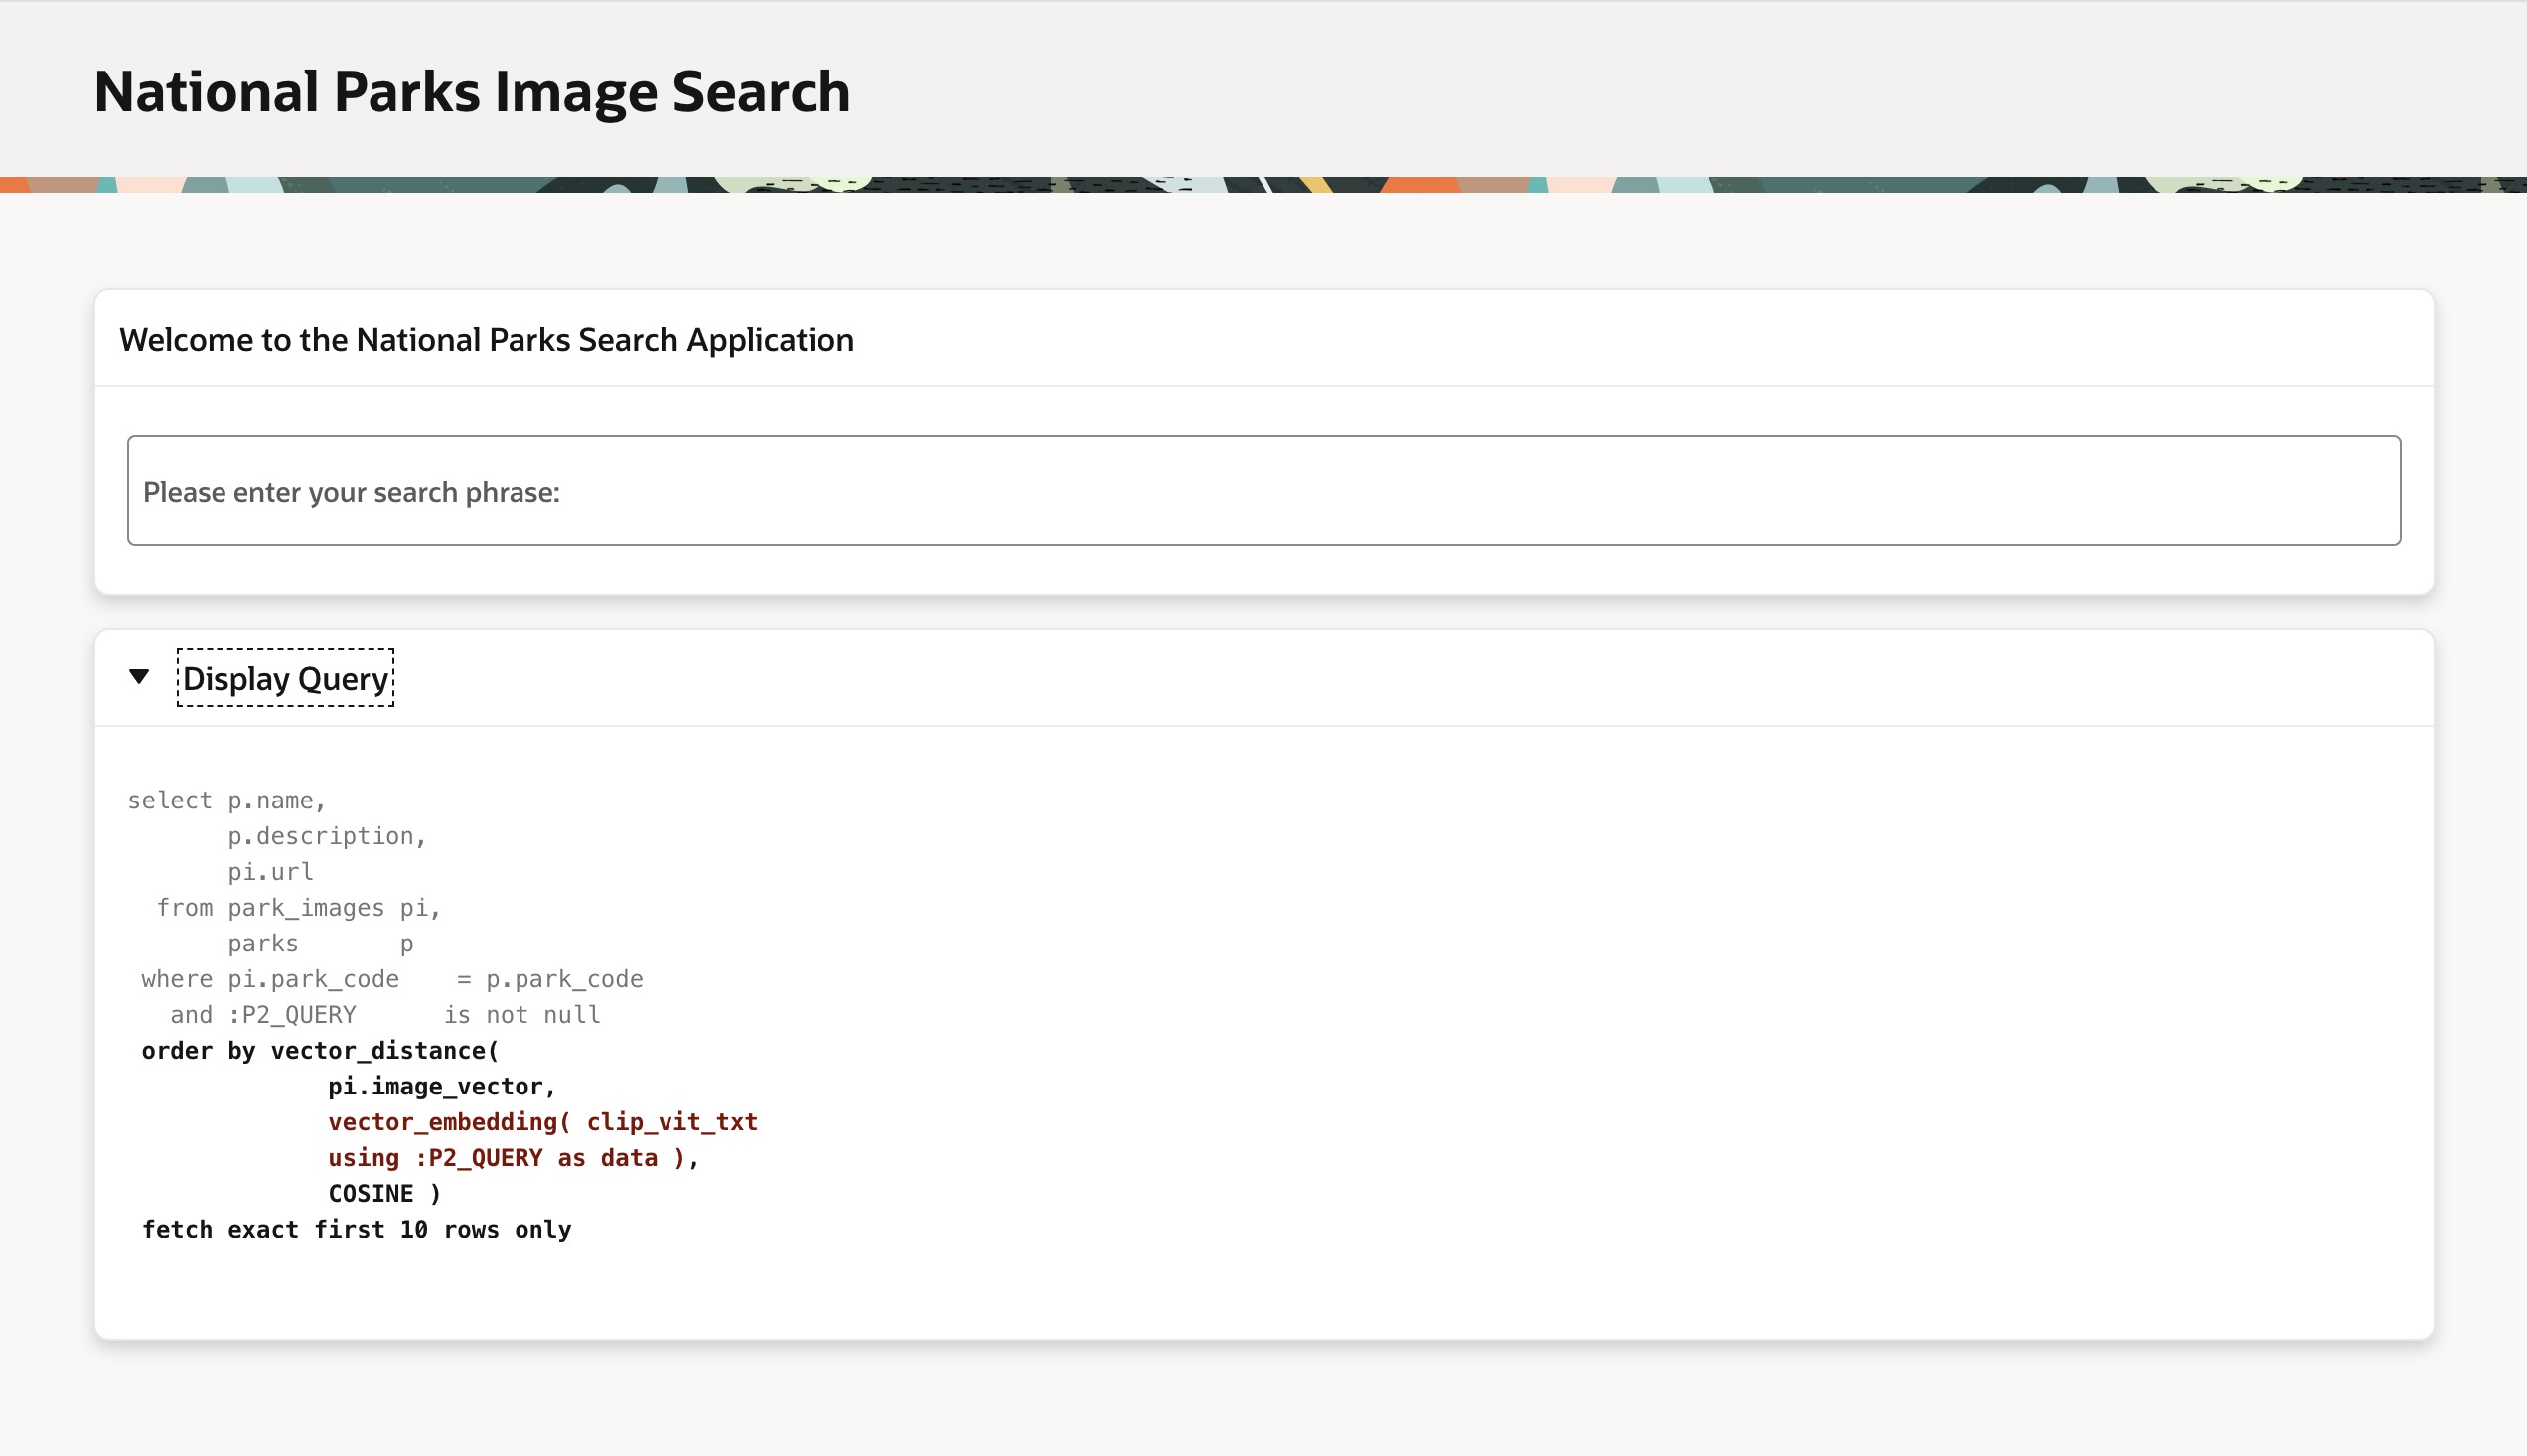 National Parks Image Search
Welcome to the National Parks Search Application
Please enter your search phrase:
Display Query
select p.name,
       p.description,
       pi.url
  from park_images pi,
       parks       p
 where pi.park_code    = p.park_code
   and :P2_QUERY      is not null
 order by vector_distance(
              pi.image_vector,
              vector_embedding( clip_vit_txt
              using :P2_QUERY as data ),
              COSINE )
 fetch exact first 10 rows only